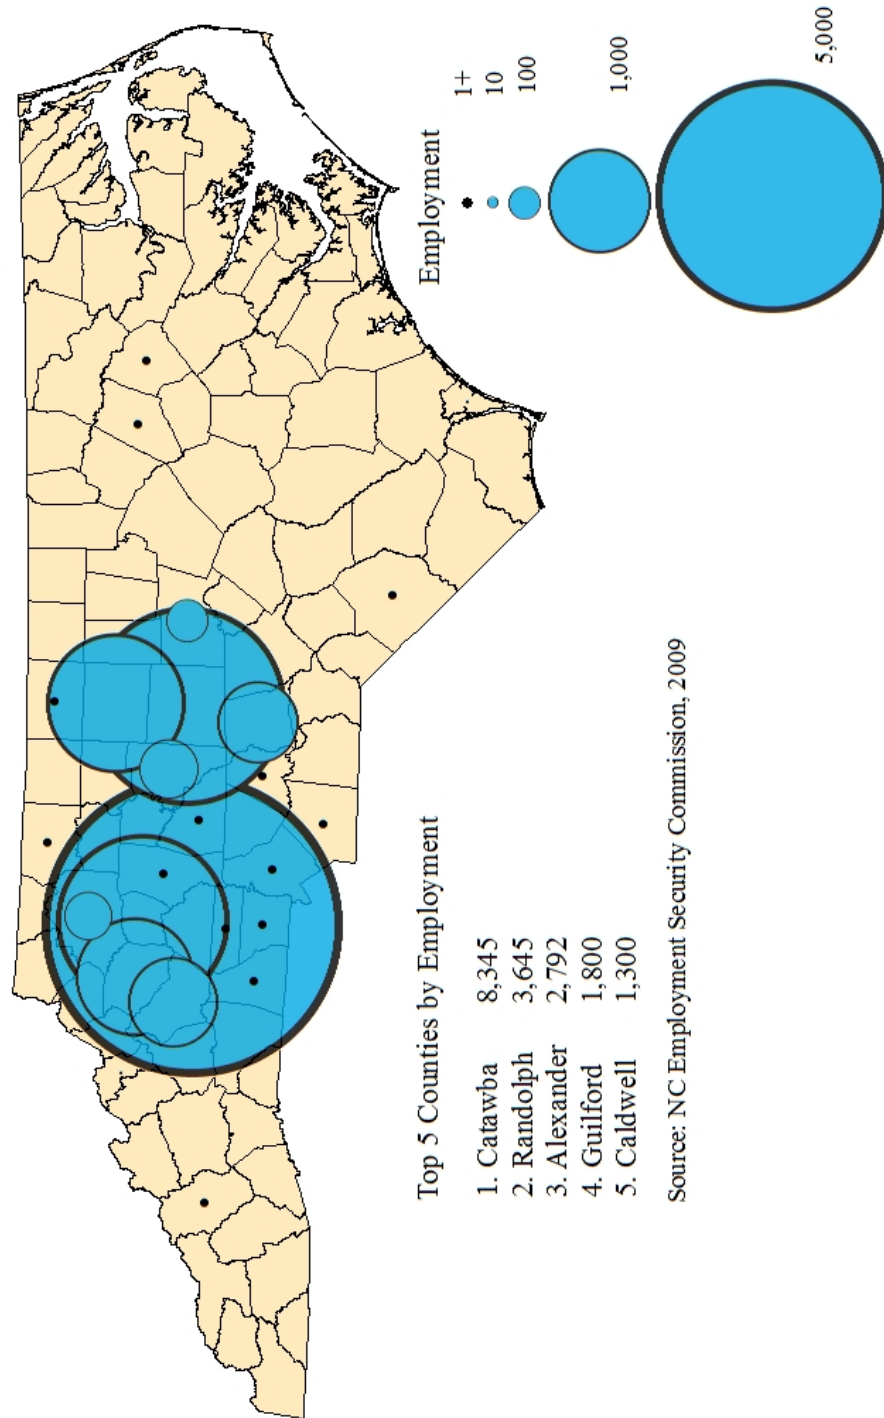 Employment
1+
10
100
1,000
5,000
Top 5 Counties by Employment
1. Catawba 8,345
2. Randolph 3,645
3. Alexander 2,792
4. Guilford 1,800
5. Caldwell 1,300
Source: NC Employment Security Commission, 2009